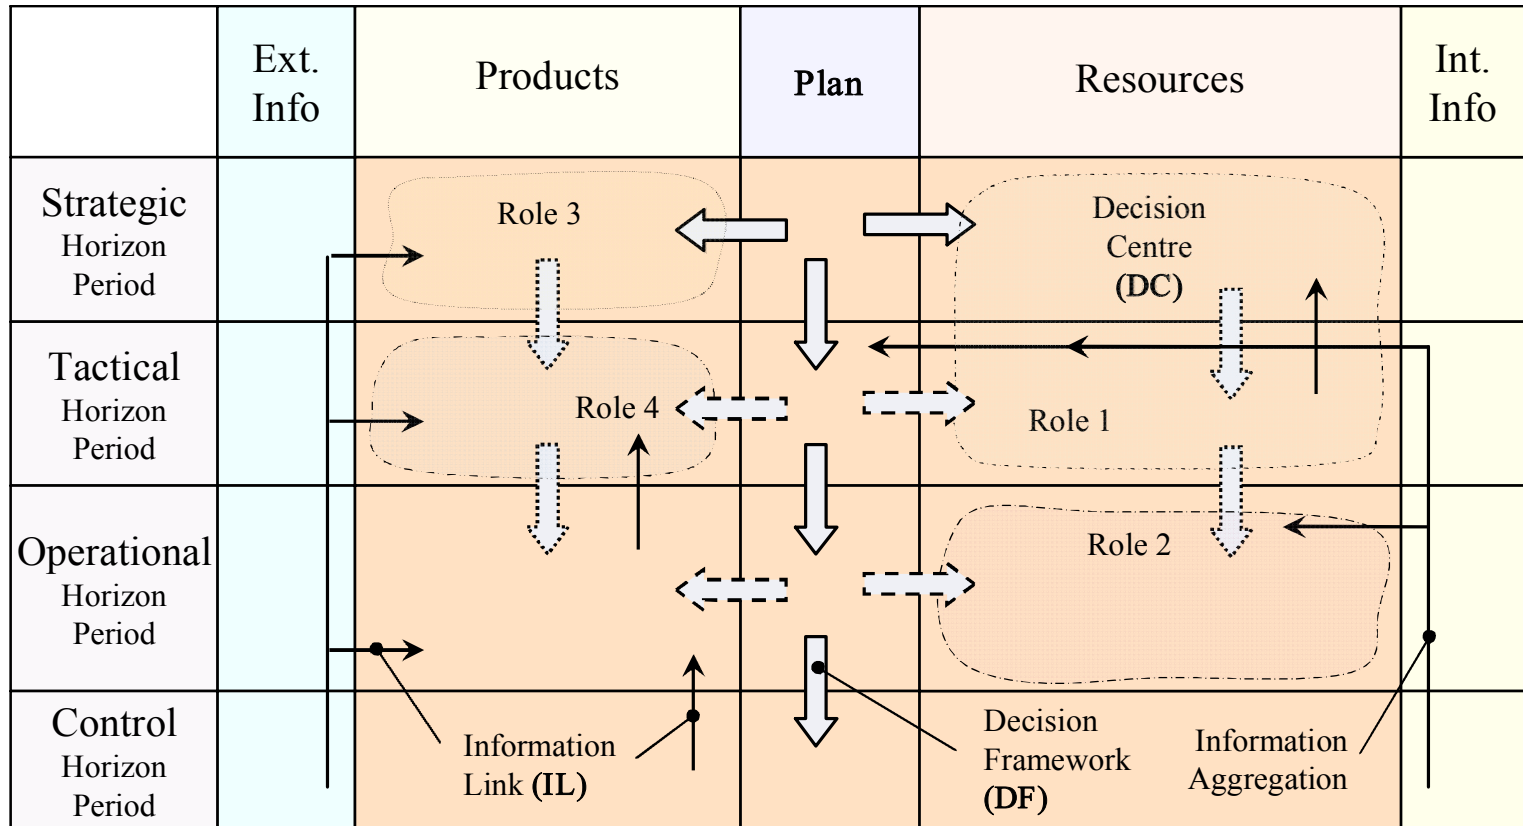 Ext.
Info
Products
Plan
Resources
Int.
Info
Strategic
Horizon
Period
Role 3
Decision
Centre
(DC)
Tactical
Horizon
Period
Role 4
Role 1
Operational
Horizon
Period
Role 2
Control
Horizon
Period
Information
Link (IL)
Decision
Framework
(DF)
Information
Aggregation